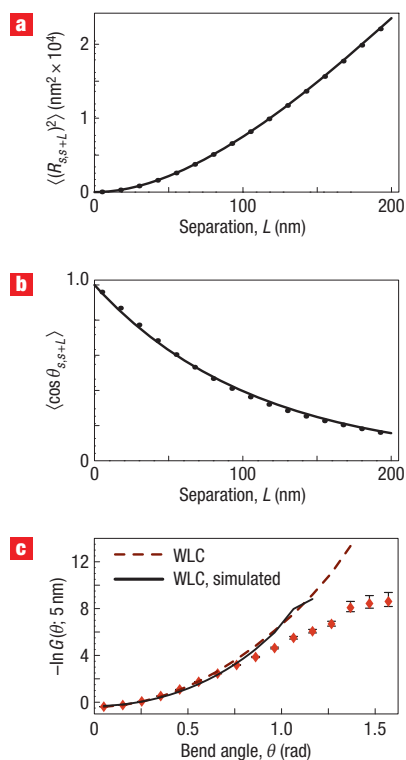 a
2
1
0
⟨(R_{s,s+L})²⟩ (nm² × 10⁴)
0 100 200
Separation, L (nm)
b
1.0
0
⟨cos θ_{s,s+L}⟩
0 100 200
Separation, L (nm)
c
WLC
WLC, simulated
12
8
4
0
−ln G(θ; 5 nm)
0 0.5 1.0 1.5
Bend angle, θ (rad)